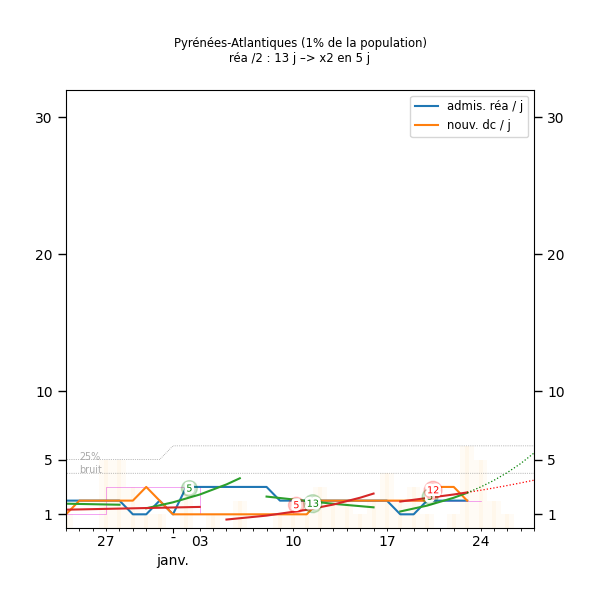 Pyrénées-Atlantiques (1% de la population)
réa /2 : 13 j –> x2 en 5 j
admis. réa / j
nouv. dc / j
30 30
20 20
10 10
5 5
25%
bruit
5
12
5 13
1 1
27 - 03 10 17 24
janv.